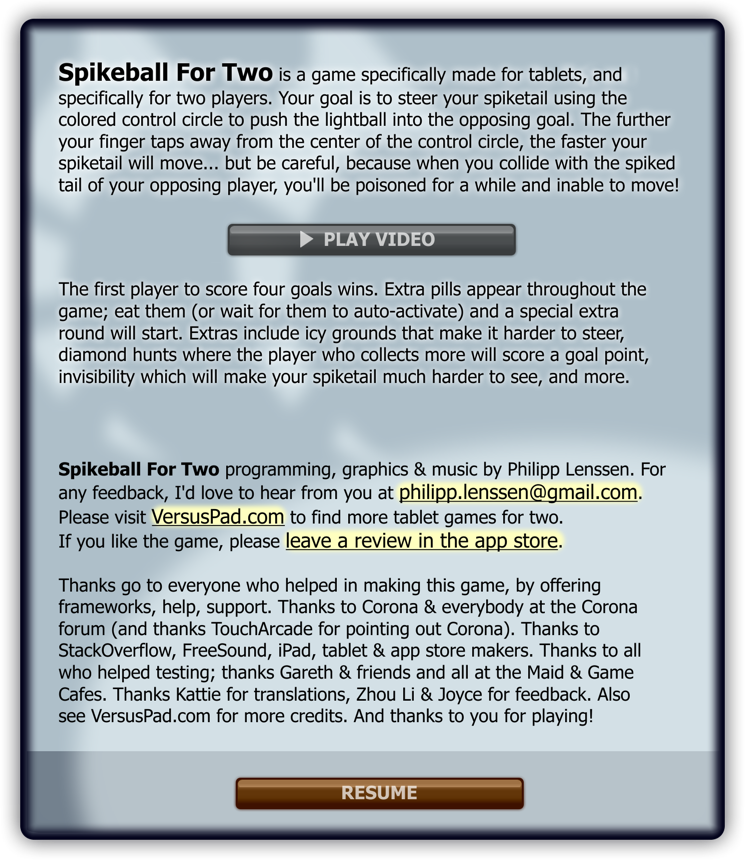 Spikeball For Two is a game specifically made for tablets, and
specifically for two players. Your goal is to steer your spiketail using the
colored control circle to push the lightball into the opposing goal. The further
your finger taps away from the center of the control circle, the faster your
spiketail will move... but be careful, because when you collide with the spiked
tail of your opposing player, you'll be poisoned for a while and inable to move!
PLAY VIDEO
The first player to score four goals wins. Extra pills appear throughout the
game; eat them (or wait for them to auto-activate) and a special extra
round will start. Extras include icy grounds that make it harder to steer,
diamond hunts where the player who collects more will score a goal point,
invisibility which will make your spiketail much harder to see, and more.
Spikeball For Two programming, graphics & music by Philipp Lenssen. For
any feedback, I'd love to hear from you at philipp.lenssen@gmail.com.
Please visit VersusPad.com to find more tablet games for two.
If you like the game, please leave a review in the app store.
Thanks go to everyone who helped in making this game, by offering
frameworks, help, support. Thanks to Corona & everybody at the Corona
forum (and thanks TouchArcade for pointing out Corona). Thanks to
StackOverflow, FreeSound, iPad, tablet & app store makers. Thanks to all
who helped testing; thanks Gareth & friends and all at the Maid & Game
Cafes. Thanks Kattie for translations, Zhou Li & Joyce for feedback. Also
see VersusPad.com for more credits. And thanks to you for playing!
RESUME